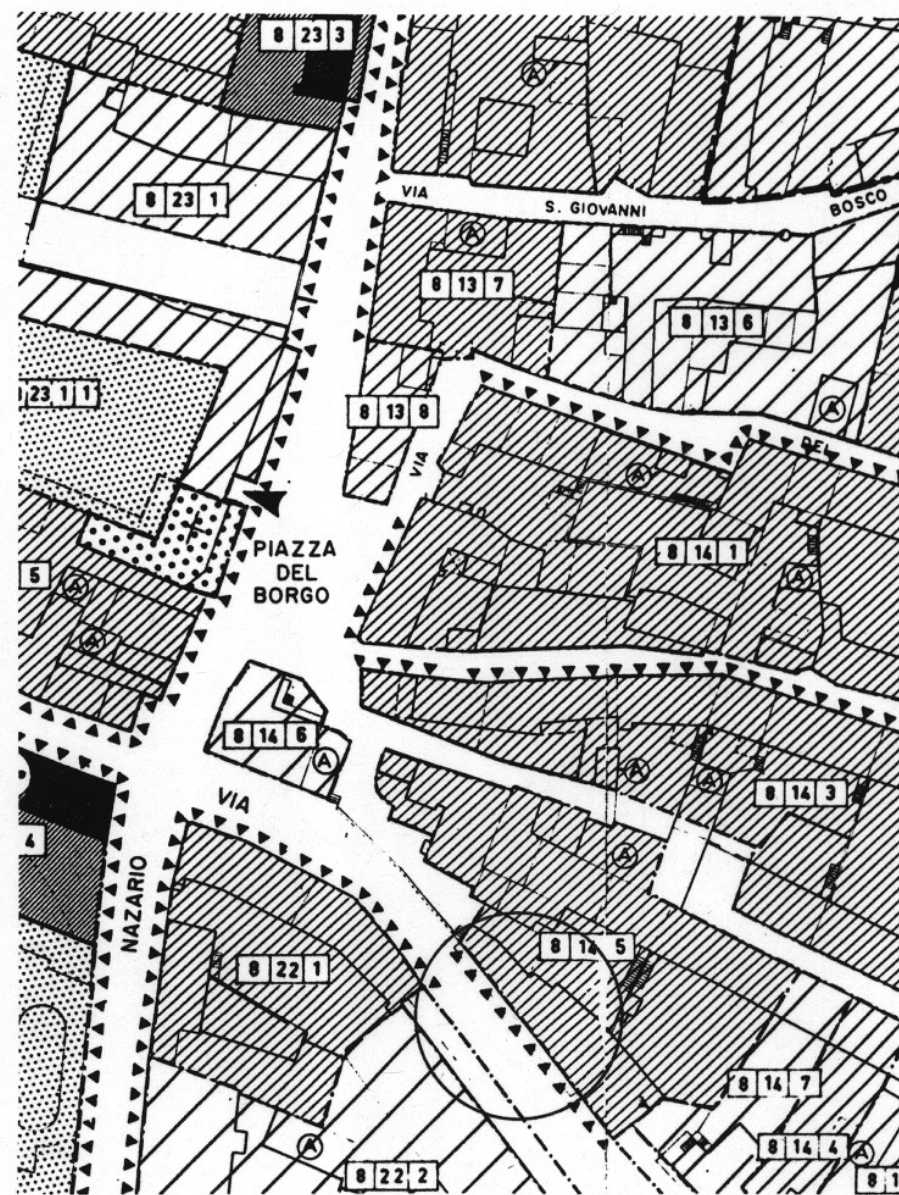 8 23 3
A
VIA
S. GIOVANNI
BOSCO
8 23 1
A
8 13 7
8 13 6
23 1 1
8 13 8
A
VIA
DEL
A
PIAZZA
DEL
BORGO
8 14 1
5
A
A
A
8 14 6
A
A
A
8 14 3
VIA
4
A
NAZARIO
8 14 5
8 22 1
8 14 7
A
8 14 4
A
8 22 2
8 1